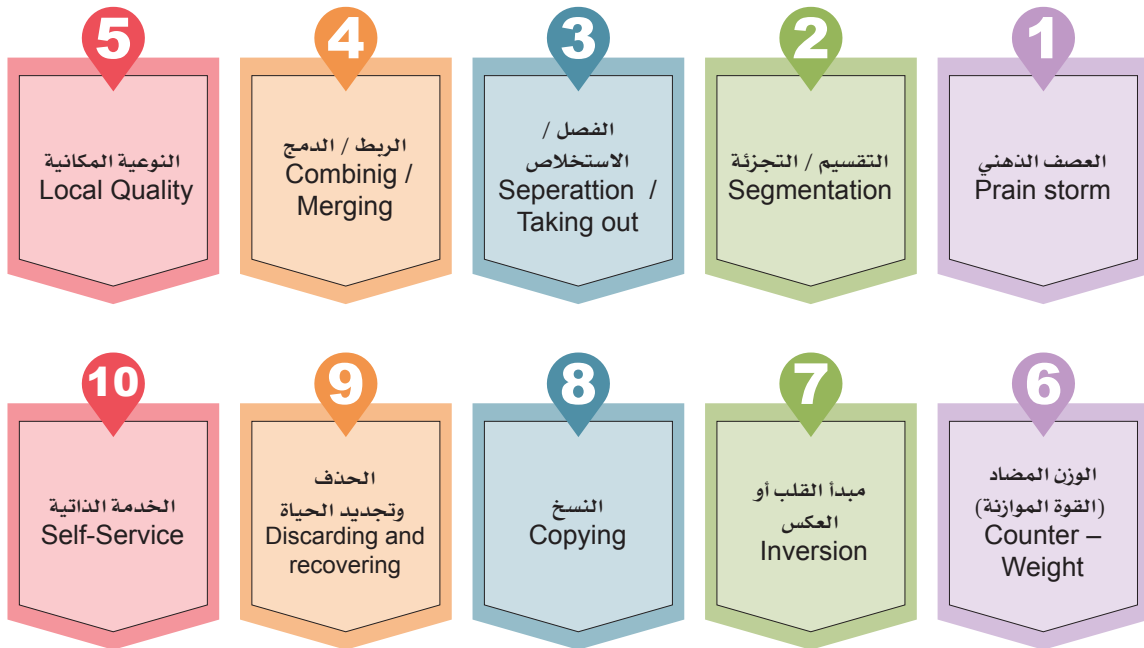 1
العصف الذهني
Prain storm
2
التقسيم / التجزئة
Segmentation
3
الفصل /
الاستخلاص
Seperattion /
Taking out
4
الربط / الدمج
Combinig /
Merging
5
النوعية المكانية
Local Quality
6
الوزن المضاد
(القوة الموازنة)
Counter –
Weight
7
مبدأ القلب أو
العكس
Inversion
8
النسخ
Copying
9
الحذف
وتجديد الحياة
Discarding and
recovering
10
الخدمة الذاتية
Self-Service